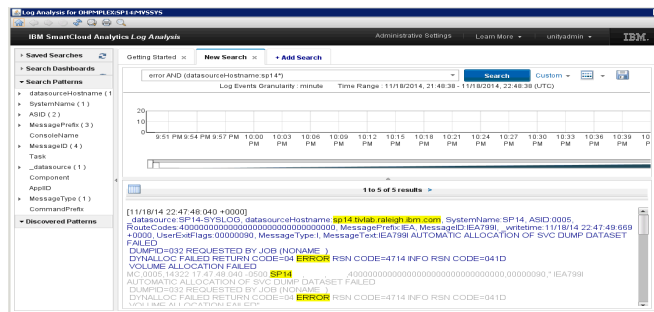 Log Analysis for OHPMPLEX:SP14:MVSSYS
IBM SmartCloud Analytics Log Analysis
Administrative Settings
Learn More
unityadmin
IBM.
Saved Searches
Search Dashboards
Search Patterns
datasourceHostname (1
SystemName (1)
ASID (2)
MessagePrefix (3)
ConsoleName
MessageID (4)
Task
_datasource (1)
Component
ApplID
MessageType (1)
CommandPrefix
Discovered Patterns
Getting Started
New Search
+ Add Search
error AND (datasourceHostname:sp14*)
Search
Custom
Log Events Granularity : minute Time Range : 11/18/2014, 21:48:38 - 11/18/2014, 22:48:38 (UTC)
20
10
0
9:51 PM 9:54 PM 9:57 PM 10:00 PM 10:03 PM 10:06 PM 10:09 PM 10:12 PM 10:15 PM 10:18 PM 10:21 PM 10:24 PM 10:27 PM 10:30 PM 10:33 PM 10:36 PM 10:39 PM 10
1 to 5 of 5 results
[11/18/14 22:47:48:040 +0000]
_datasource:SP14-SYSLOG, datasourceHostname:sp14.tivlab.raleigh.ibm.com, SystemName:SP14, ASID:0005,
MessagePrefix:IEA, MessageID:IEA799I, _writetime:11/18/14 22:47:49:669
+0000, UserExitFlags:00000090, MessageType:I, MessageText:IEA799I AUTOMATIC ALLOCATION OF SVC DUMP DATASET
FAILED
DUMPID=032 REQUESTED BY JOB (NONAME )
DYNALLOC FAILED RETURN CODE=04 ERROR RSN CODE=4714 INFO RSN CODE=041D
VOLUME ALLOCATION FAILED
MC,0005,14322 17:47:48.040 -0500 SP14 00000090," IEA799I
AUTOMATIC ALLOCATION OF SVC DUMP DATASET FAILED
DUMPID=032 REQUESTED BY JOB (NONAME )
DYNALLOC FAILED RETURN CODE=04 ERROR RSN CODE=4714 INFO RSN CODE=041D
VOLUME ALLOCATION FAILED"